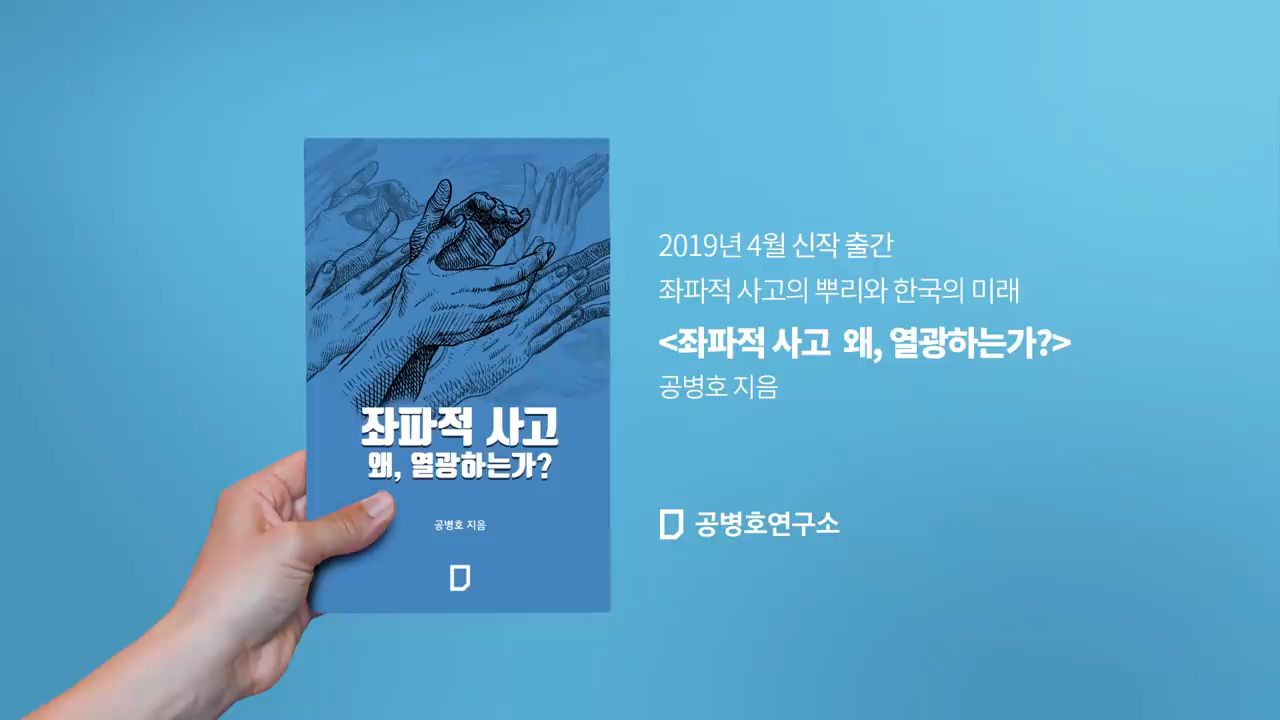 좌파적 사고
왜, 열광하는가?
공병호 지음
2019년 4월 신작 출간
좌파적 사고의 뿌리와 한국의 미래
<좌파적 사고 왜, 열광하는가?>
공병호 지음
공병호연구소